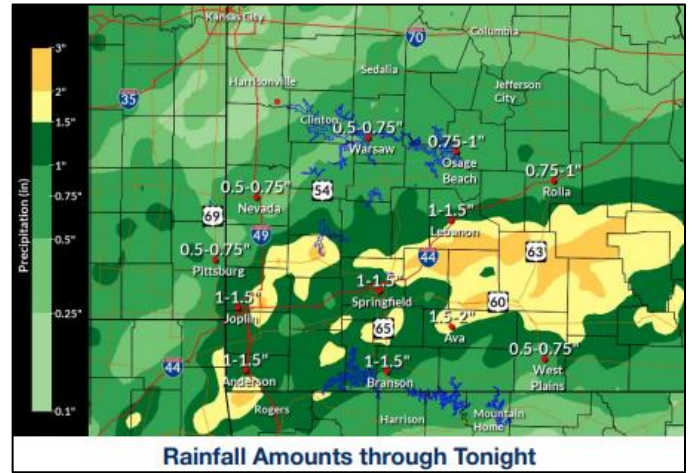 3"
2"
1.5"
1"
0.75"
0.5"
0.25"
0.1"
Precipitation (in)
Kansas City
70
Columbia
Sedalia
35
Harrisonville
Jefferson
City
Clinton
0.5-0.75"
Warsaw
0.75-1"
Osage
Beach
0.75-1"
Rolla
54
0.5-0.75"
Nevada
69
49
1-1.5"
Lebanon
63
0.5-0.75"
Pittsburg
44
1-1.5"
Springfield
60
1-1.5"
Joplin
65
1.5-2"
Ava
0.5-0.75"
West
Plains
44
1-1.5"
Anderson
1-1.5"
Branson
Rogers
Harrison
Mountain
Home
Rainfall Amounts through Tonight